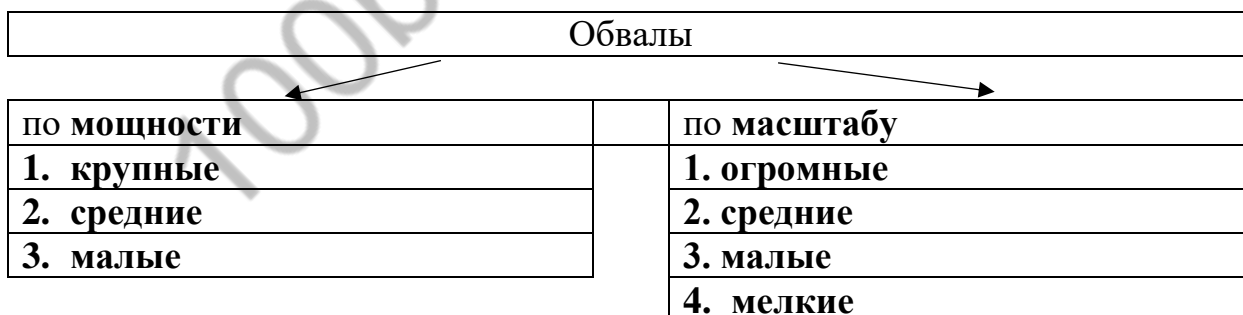 Обвалы
по мощности
по масштабу
1. крупные
1. огромные
2. средние
2. средние
3. малые
3. малые
4. мелкие